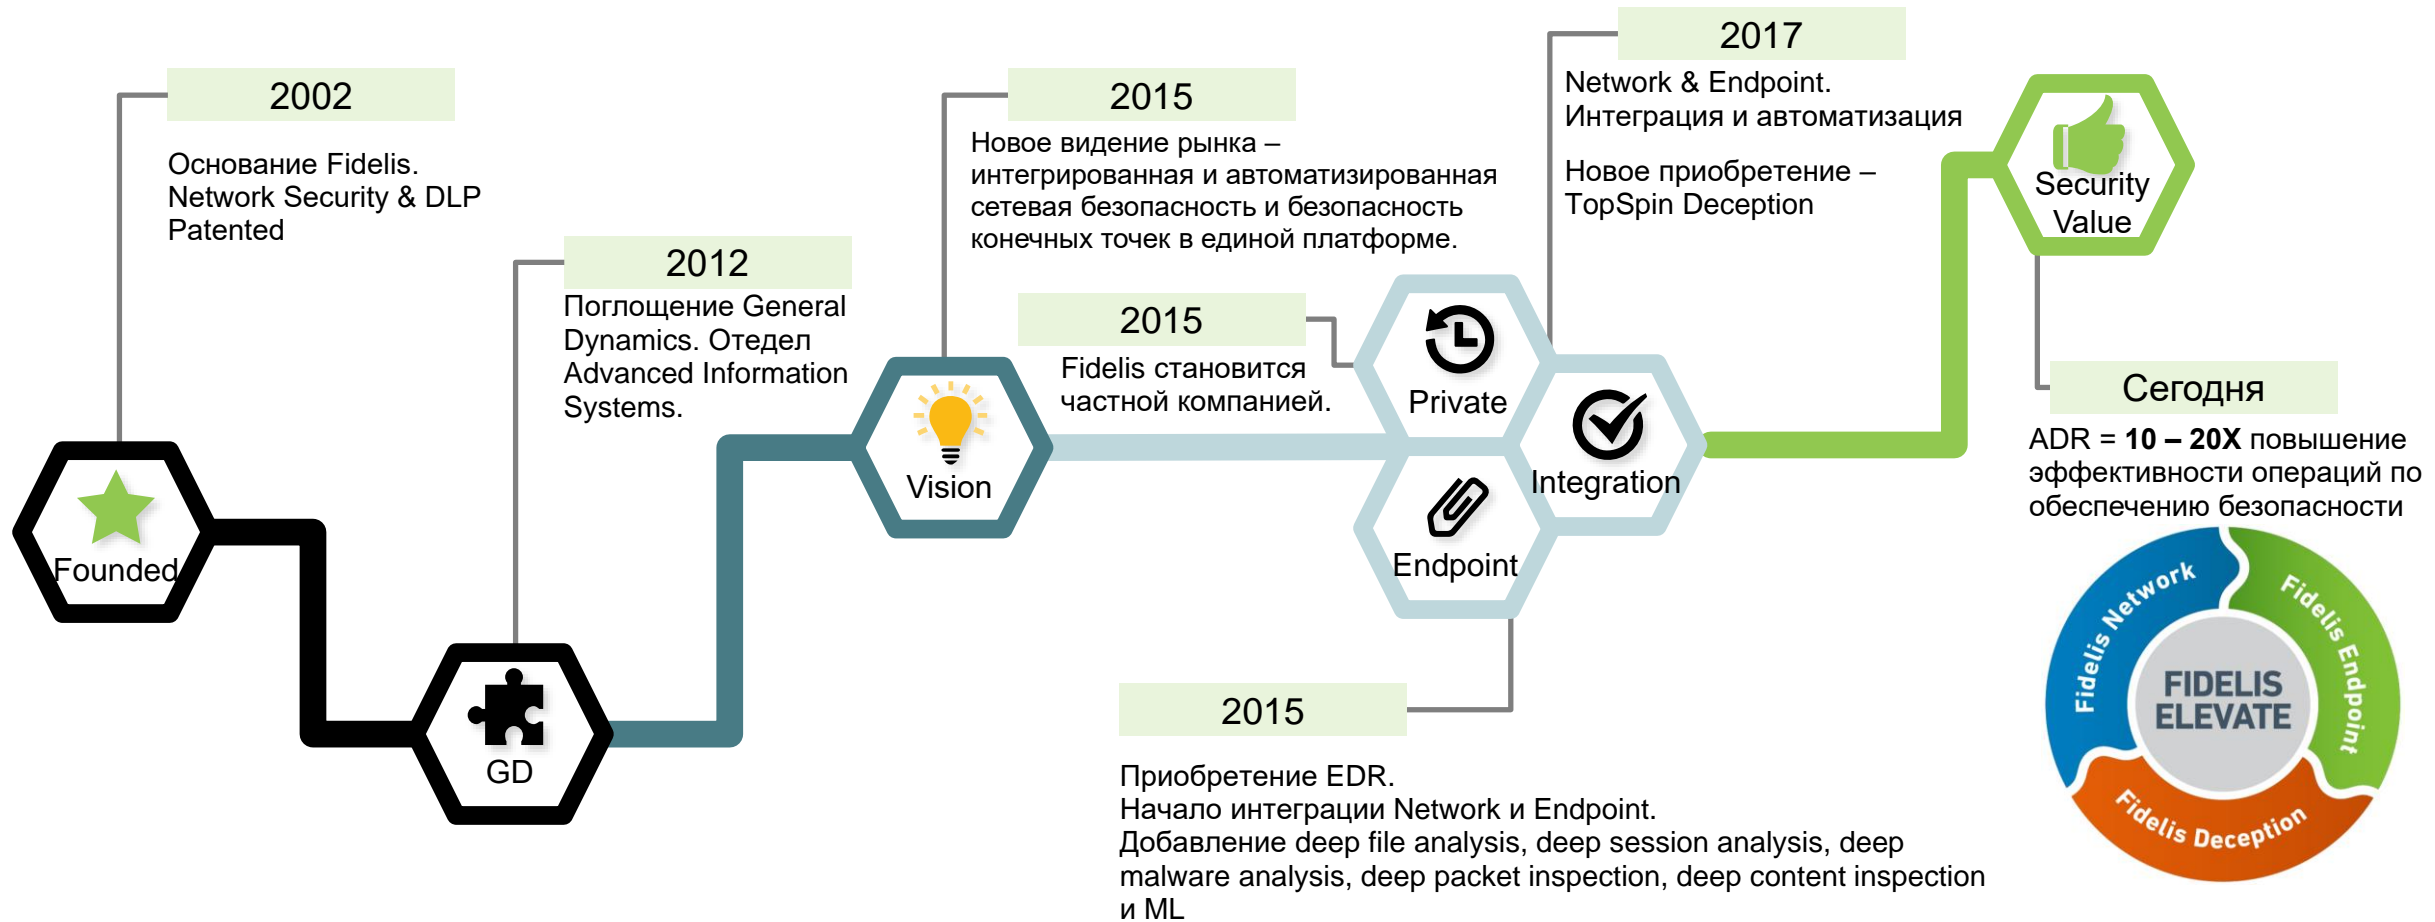 2002
Основание Fidelis.
Network Security & DLP
Patented
Founded
2012
Поглощение General
Dynamics. Отедел
Advanced Information
Systems.
GD
2015
Новое видение рынка –
интегрированная и автоматизированная
сетевая безопасность и безопасность
конечных точек в единой платформе.
Vision
2015
Fidelis становится
частной компанией.
Private
Endpoint
2015
Приобретение EDR.
Начало интеграции Network и Endpoint.
Добавление deep file analysis, deep session analysis, deep
malware analysis, deep packet inspection, deep content inspection
и ML
2017
Network & Endpoint.
Интеграция и автоматизация
Новое приобретение –
TopSpin Deception
Integration
Security
Value
Сегодня
ADR = 10 – 20X повышение
эффективности операций по
обеспечению безопасности
Fidelis Network
Fidelis Endpoint
Fidelis Deception
FIDELIS
ELEVATE